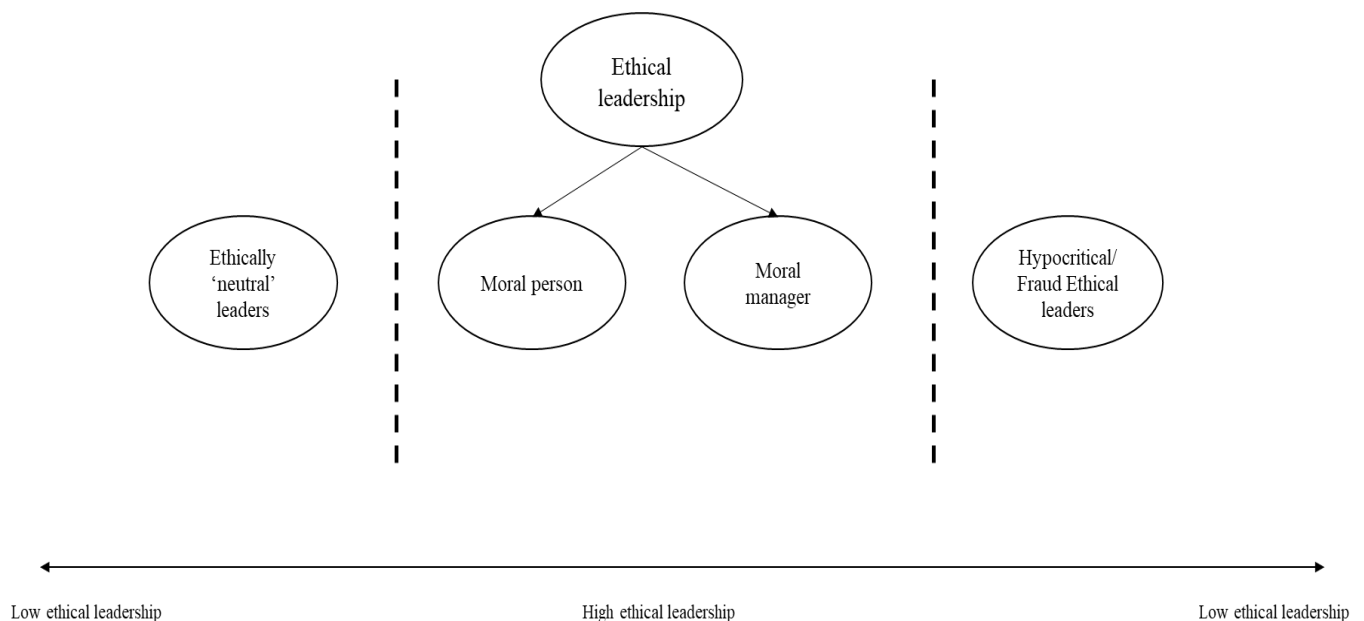 Ethical
leadership
Ethically
‘neutral’
leaders
Moral person
Moral
manager
Hypocritical/
Fraud Ethical
leaders
Low ethical leadership
High ethical leadership
Low ethical leadership